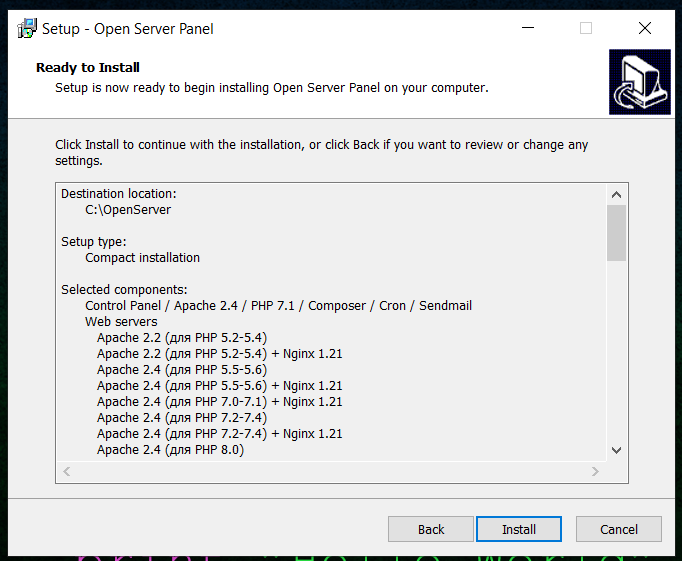 Setup - Open Server Panel
Ready to Install
Setup is now ready to begin installing Open Server Panel on your computer.
Click Install to continue with the installation, or click Back if you want to review or change any
settings.
Destination location:
C:\OpenServer
Setup type:
Compact installation
Selected components:
Control Panel / Apache 2.4 / PHP 7.1 / Composer / Cron / Sendmail
Web servers
Apache 2.2 (для PHP 5.2-5.4)
Apache 2.2 (для PHP 5.2-5.4) + Nginx 1.21
Apache 2.4 (для PHP 5.5-5.6)
Apache 2.4 (для PHP 5.5-5.6) + Nginx 1.21
Apache 2.4 (для PHP 7.0-7.1) + Nginx 1.21
Apache 2.4 (для PHP 7.2-7.4)
Apache 2.4 (для PHP 7.2-7.4) + Nginx 1.21
Apache 2.4 (для PHP 8.0)
Back Install Cancel